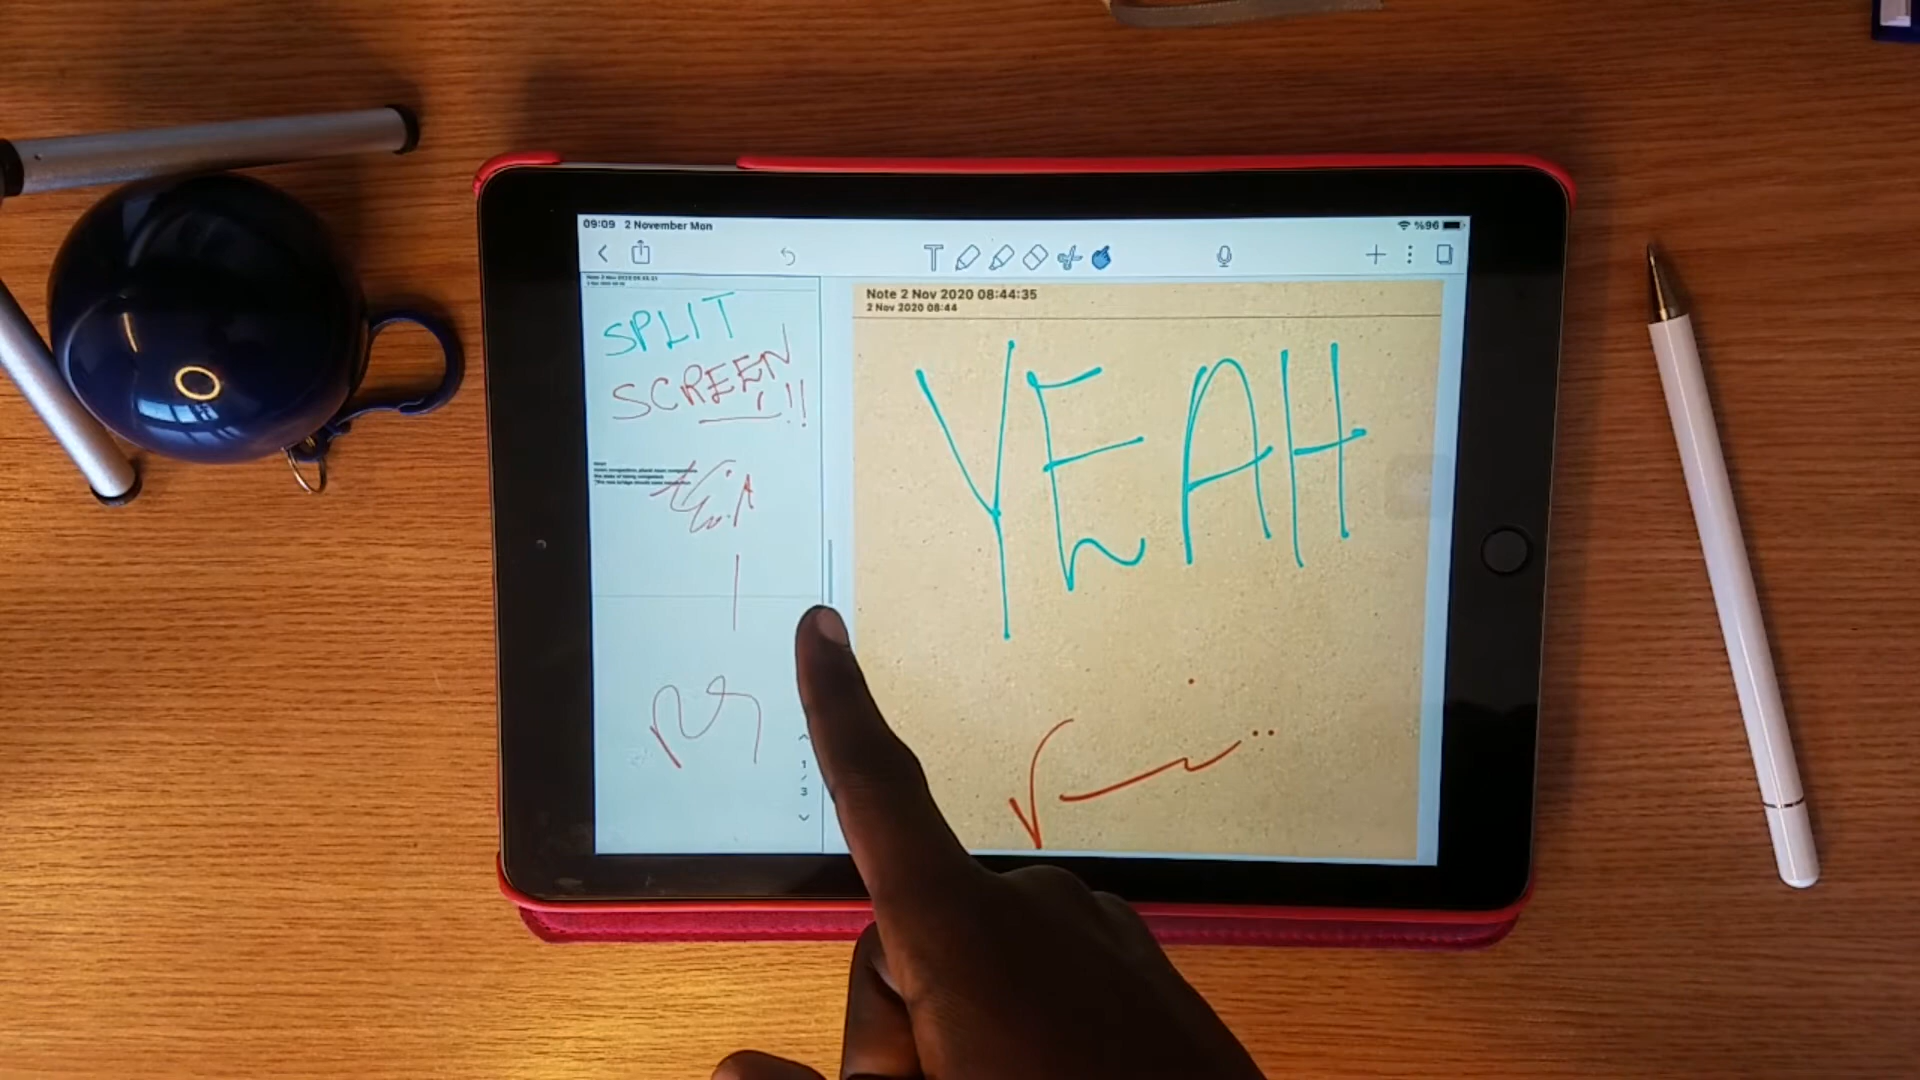 09:09 2 November Mon
%96
T
SPLIT
SCREEN!!
1
/
3
Note 2 Nov 2020 08:44:35
2 Nov 2020 08:44
YEAH